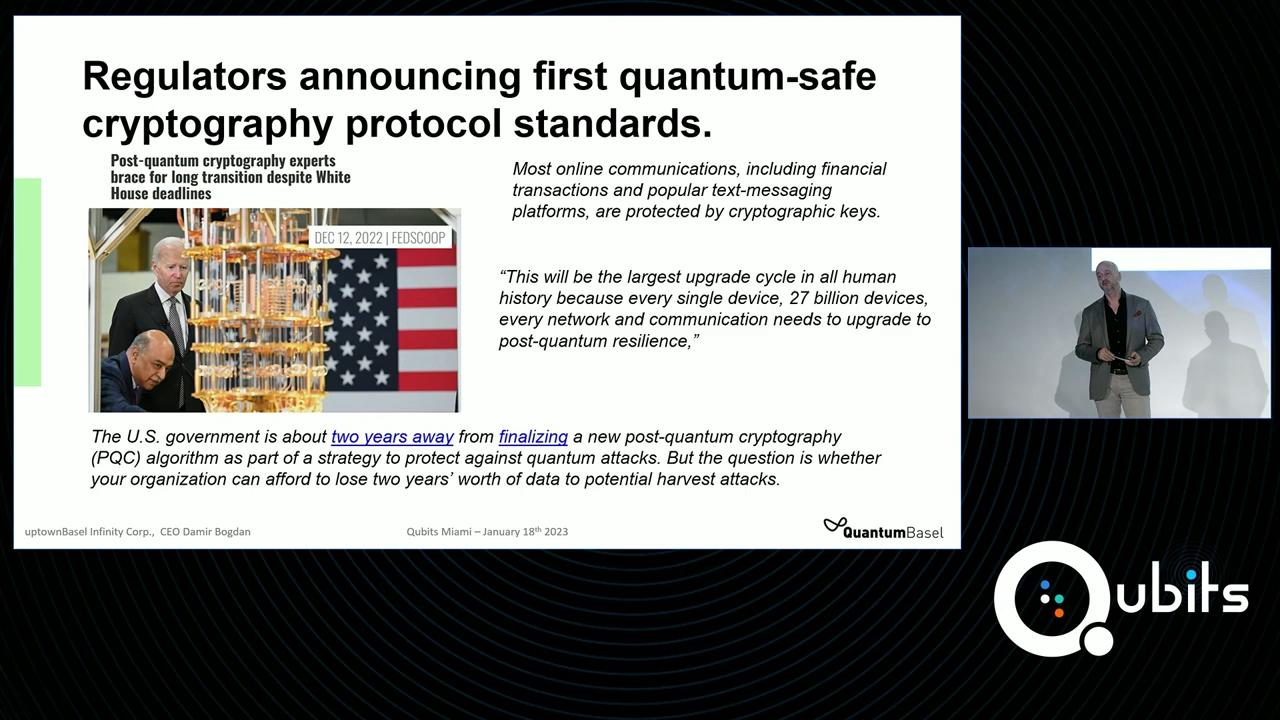 Regulators announcing first quantum-safe
cryptography protocol standards.
Post-quantum cryptography experts
brace for long transition despite White
House deadlines
DEC 12, 2022 | FEDSCOOP
Most online communications, including financial
transactions and popular text-messaging
platforms, are protected by cryptographic keys.
“This will be the largest upgrade cycle in all human
history because every single device, 27 billion devices,
every network and communication needs to upgrade to
post-quantum resilience,”
The U.S. government is about two years away from finalizing a new post-quantum cryptography
(PQC) algorithm as part of a strategy to protect against quantum attacks. But the question is whether
your organization can afford to lose two years’ worth of data to potential harvest attacks.
uptownBasel Infinity Corp., CEO Damir Bogdan
Qubits Miami – January 18th 2023
QuantumBasel
Qubits